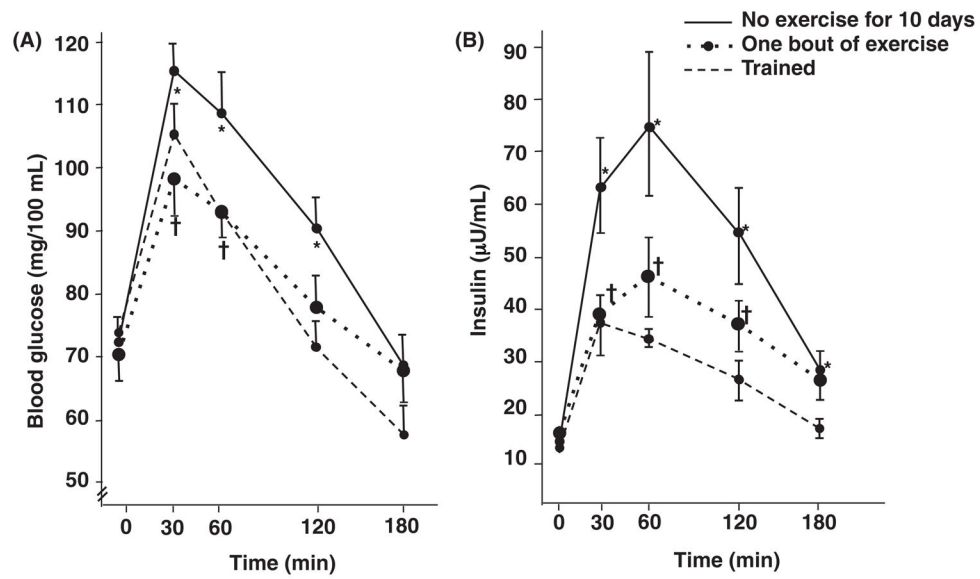 No exercise for 10 days
One bout of exercise
Trained
(A)
Blood glucose (mg/100 mL)
120
110
100
90
80
70
60
50
*
*
*
†
†
0 30 60 120 180
Time (min)
(B)
Insulin (μU/mL)
90
80
70
60
50
40
30
20
10
*
*
*
*
†
†
†
0 30 60 120 180
Time (min)